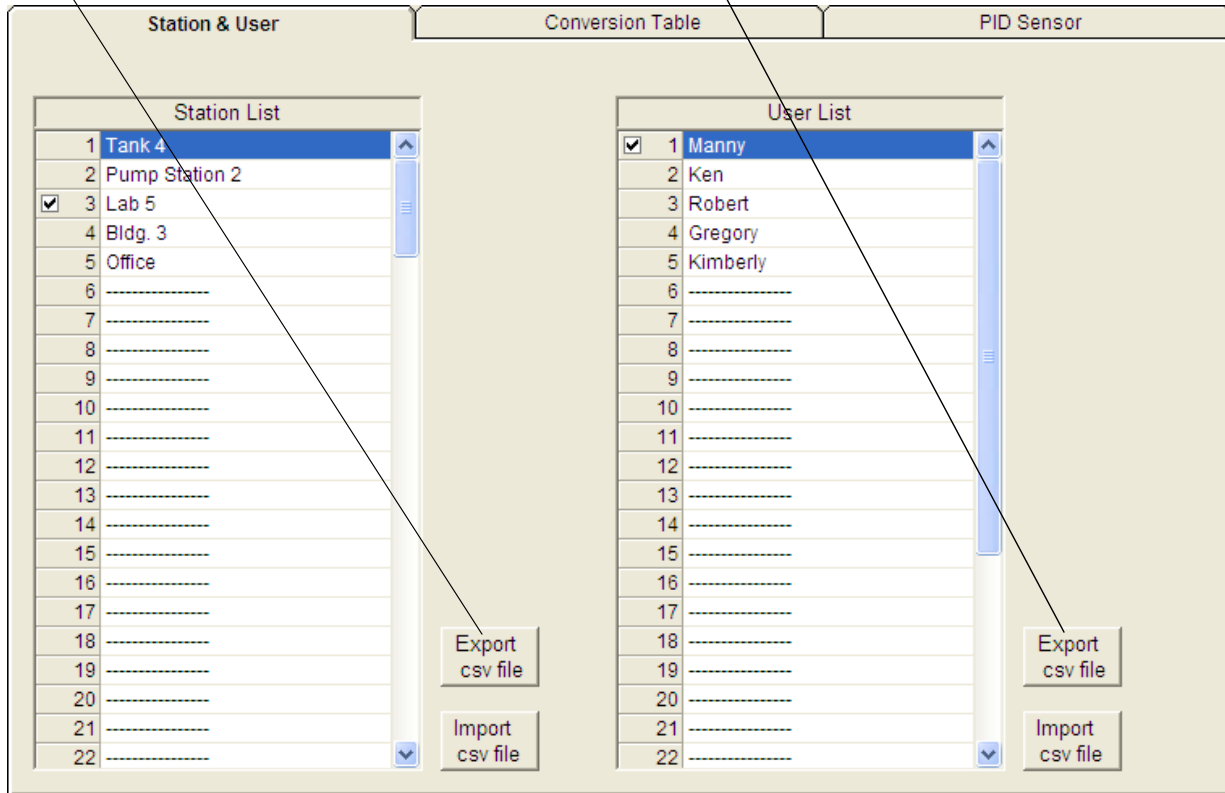 Station & User
Conversion Table
PID Sensor
Station List
1 Tank 4
2 Pump Station 2
3 Lab 5
4 Bldg. 3
5 Office
6 ----------------
7 ----------------
8 ----------------
9 ----------------
10 ----------------
11 ----------------
12 ----------------
13 ----------------
14 ----------------
15 ----------------
16 ----------------
17 ----------------
18 ----------------
19 ----------------
20 ----------------
21 ----------------
22 ----------------
Export
csv file
Import
csv file
User List
1 Manny
2 Ken
3 Robert
4 Gregory
5 Kimberly
6 ----------------
7 ----------------
8 ----------------
9 ----------------
10 ----------------
11 ----------------
12 ----------------
13 ----------------
14 ----------------
15 ----------------
16 ----------------
17 ----------------
18 ----------------
19 ----------------
20 ----------------
21 ----------------
22 ----------------
Export
csv file
Import
csv file